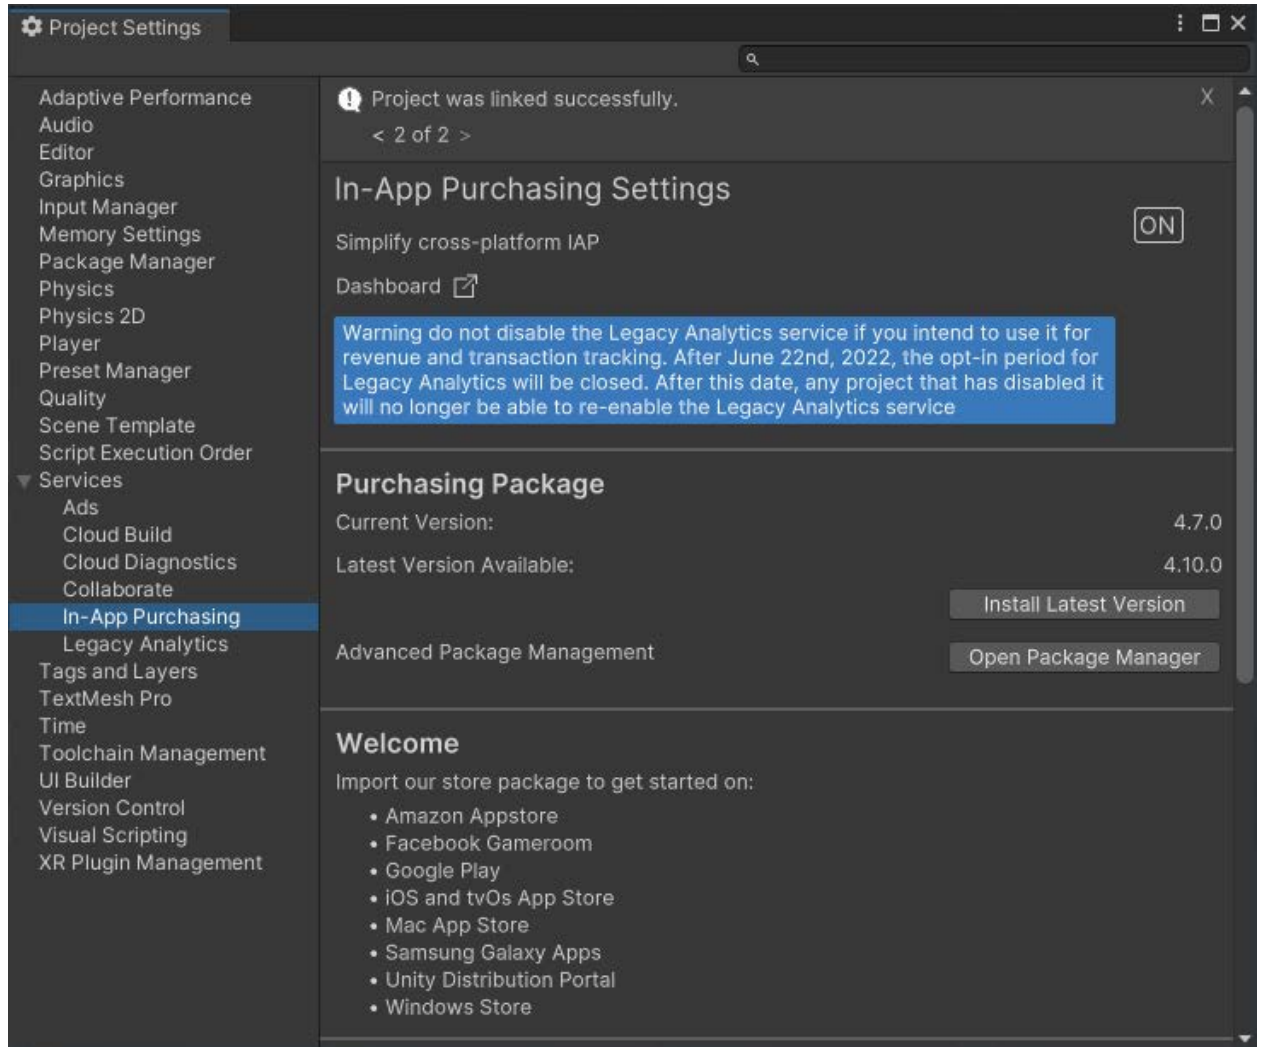 Project Settings
Adaptive Performance
Audio
Editor
Graphics
Input Manager
Memory Settings
Package Manager
Physics
Physics 2D
Player
Preset Manager
Quality
Scene Template
Script Execution Order
Services
Ads
Cloud Build
Cloud Diagnostics
Collaborate
In-App Purchasing
Legacy Analytics
Tags and Layers
TextMesh Pro
Time
Toolchain Management
UI Builder
Version Control
Visual Scripting
XR Plugin Management
Project was linked successfully. X
< 2 of 2 >
In-App Purchasing Settings
ON
Simplify cross-platform IAP
Dashboard
Warning do not disable the Legacy Analytics service if you intend to use it for
revenue and transaction tracking. After June 22nd, 2022, the opt-in period for
Legacy Analytics will be closed. After this date, any project that has disabled it
will no longer be able to re-enable the Legacy Analytics service
Purchasing Package
Current Version: 4.7.0
Latest Version Available: 4.10.0
Install Latest Version
Advanced Package Management Open Package Manager
Welcome
Import our store package to get started on:
• Amazon Appstore
• Facebook Gameroom
• Google Play
• iOS and tvOs App Store
• Mac App Store
• Samsung Galaxy Apps
• Unity Distribution Portal
• Windows Store